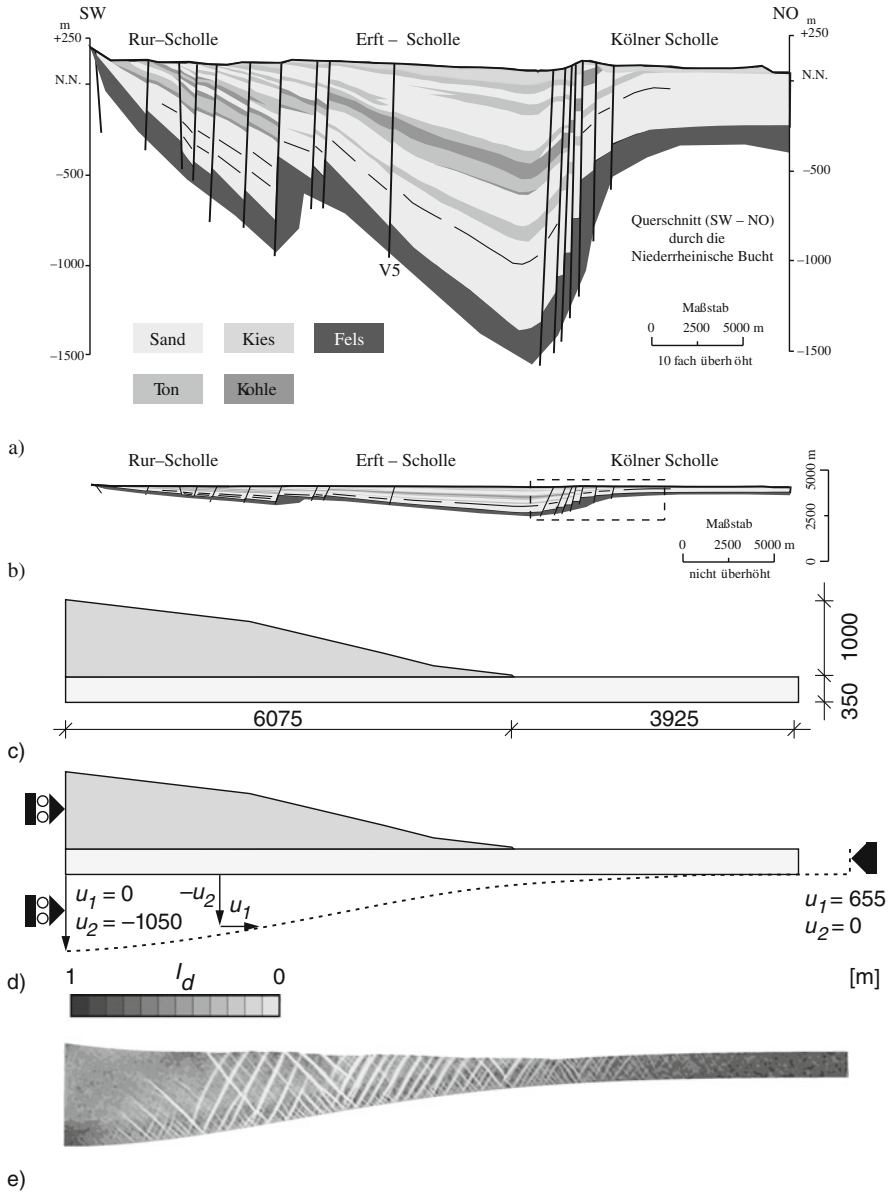 SW
NO
m
+250
Rur–Scholle
Erft – Scholle
Kölner Scholle
m
+250
N.N.
N.N.
−500
−500
Querschnitt (SW – NO)
durch die
Niederrheinische Bucht
−1000
V5
−1000
Maßstab
0 2500 5000 m
10 fach überhöht
Sand
Kies
Fels
−1500
−1500
Ton
Kohle
a)
Rur–Scholle
Erft – Scholle
Kölner Scholle
5000 m
2500
0
Maßstab
0 2500 5000 m
nicht überhöht
b)
1000
350
6075
3925
c)
u1 = 0
u2 = −1050
−u2
u1
u1 = 655
u2 = 0
d)
1 Id 0
[m]
e)